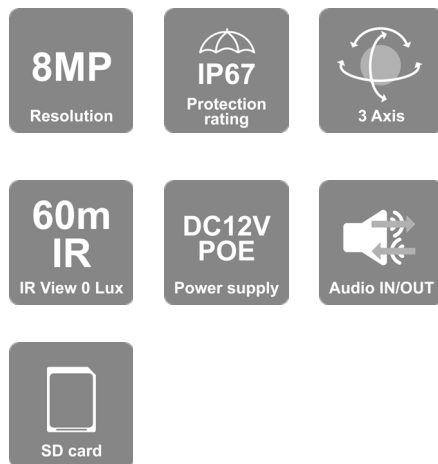 8MP
Resolution
IP67
Protection
rating
3 Axis
60m
IR
IR View 0 Lux
DC12V
POE
Power supply
Audio IN/OUT
SD card